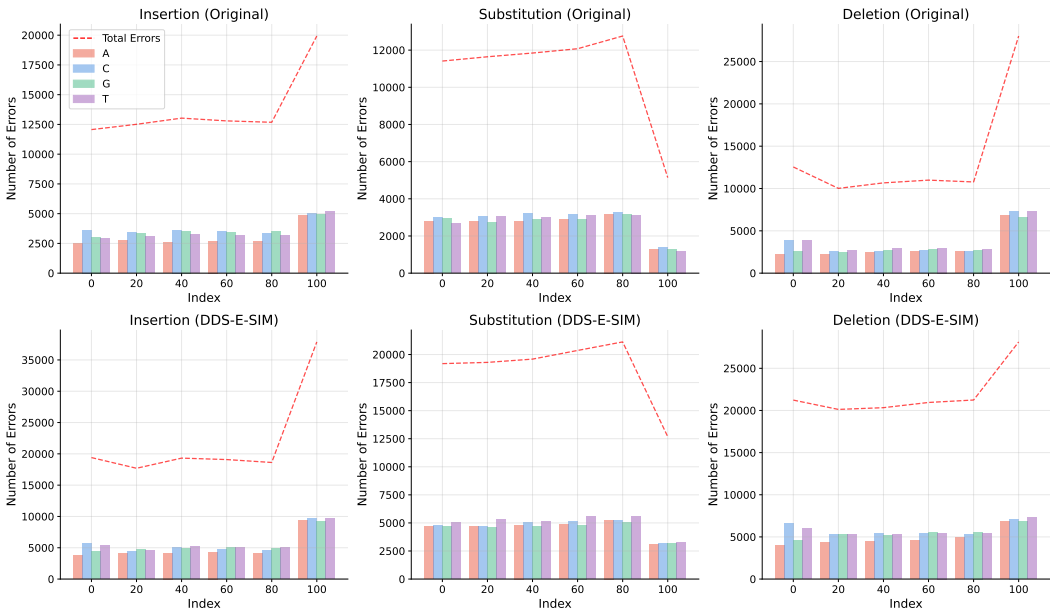 Insertion (Original)
Number of Errors
20000
17500
15000
12500
10000
7500
5000
2500
0
Total Errors
A
C
G
T
0 20 40 60 80 100
Index
Substitution (Original)
Number of Errors
12000
10000
8000
6000
4000
2000
0
0 20 40 60 80 100
Index
Deletion (Original)
Number of Errors
25000
20000
15000
10000
5000
0
0 20 40 60 80 100
Index
Insertion (DDS-E-SIM)
Number of Errors
35000
30000
25000
20000
15000
10000
5000
0
0 20 40 60 80 100
Index
Substitution (DDS-E-SIM)
Number of Errors
20000
17500
15000
12500
10000
7500
5000
2500
0
0 20 40 60 80 100
Index
Deletion (DDS-E-SIM)
Number of Errors
25000
20000
15000
10000
5000
0
0 20 40 60 80 100
Index